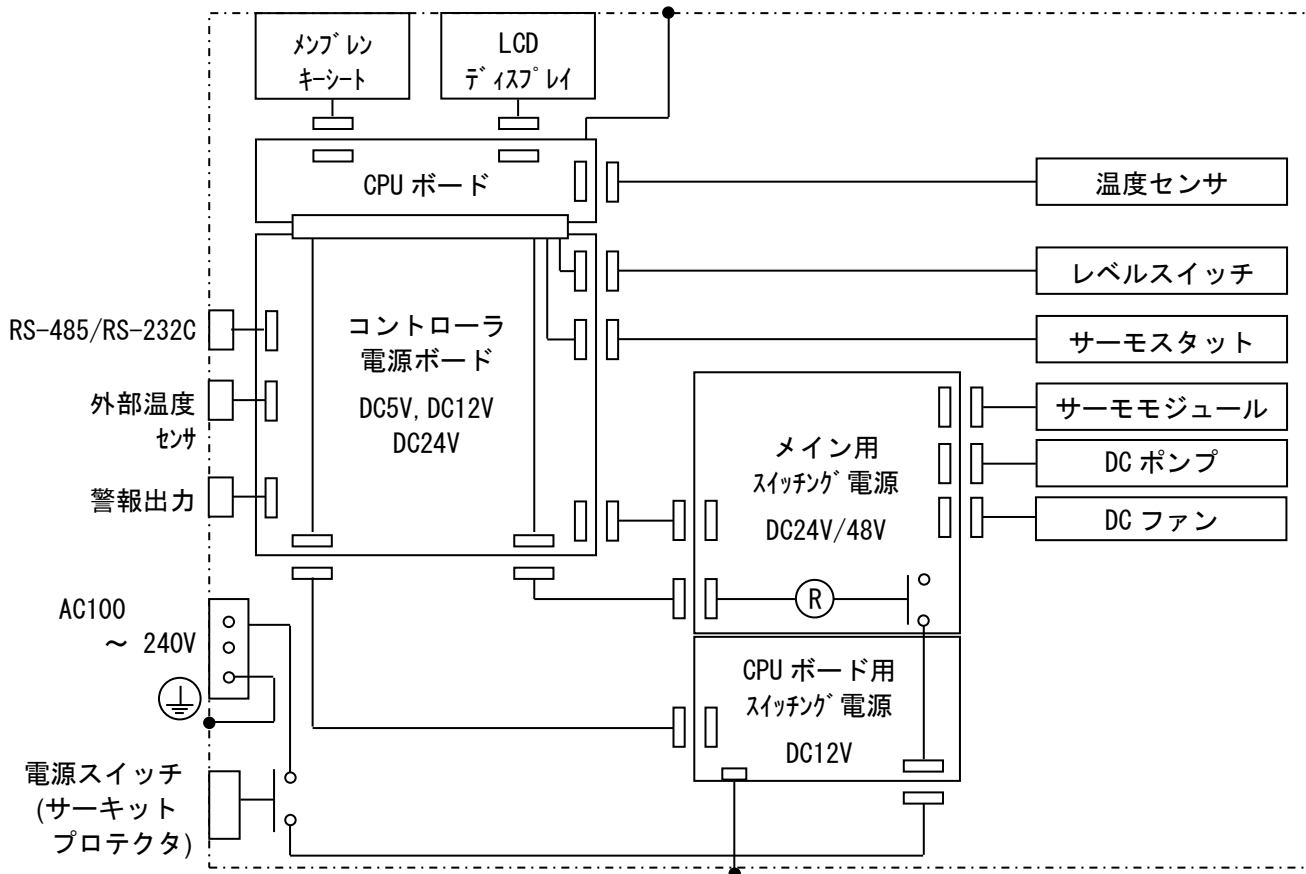 ﾒﾝﾌﾞﾚﾝ
ｷｰｼｰﾄ
LCD
ﾃﾞｨｽﾌﾟﾚｲ
CPU ボード
温度センサ
レベルスイッチ
サーモスタット
RS-485/RS-232C
外部温度
ｾﾝｻ
警報出力
コントローラ
電源ボード
DC5V, DC12V
DC24V
メイン用
ｽｲｯﾁﾝｸﾞ電源
DC24V/48V
サーモモジュール
DC ポンプ
DC ファン
R
AC100
～ 240V
CPU ボード用
ｽｲｯﾁﾝｸﾞ電源
DC12V
電源スイッチ
(サーキット
プロテクタ)